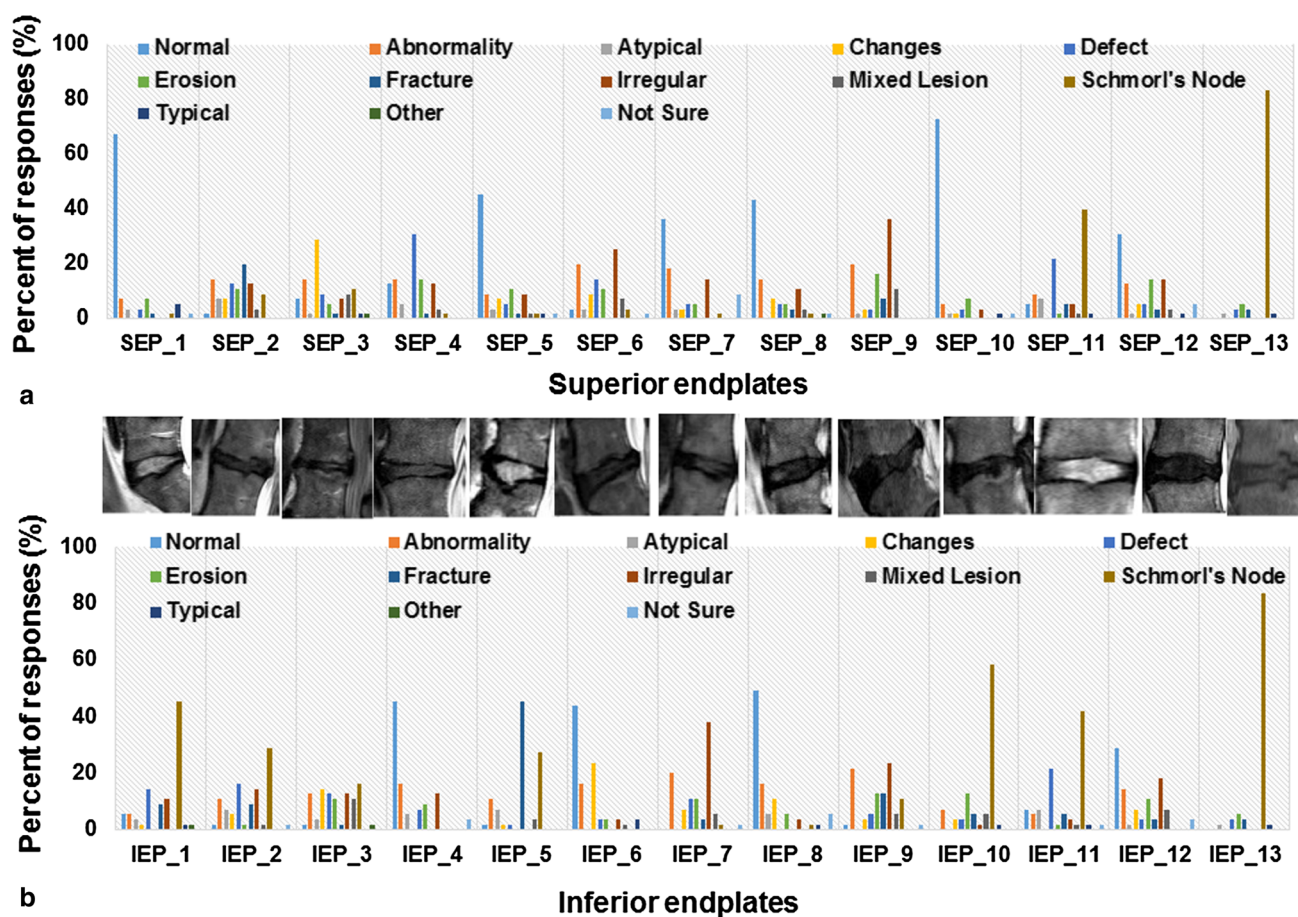 a
Percent of responses (%)
100
80
60
40
20
0
Normal Abnormality Atypical Changes Defect
Erosion Fracture Irregular Mixed Lesion Schmorl's Node
Typical Other Not Sure
SEP_1 SEP_2 SEP_3 SEP_4 SEP_5 SEP_6 SEP_7 SEP_8 SEP_9 SEP_10 SEP_11 SEP_12 SEP_13
Superior endplates
b
Percent of responses (%)
100
80
60
40
20
0
Normal Abnormality Atypical Changes Defect
Erosion Fracture Irregular Mixed Lesion Schmorl's Node
Typical Other Not Sure
IEP_1 IEP_2 IEP_3 IEP_4 IEP_5 IEP_6 IEP_7 IEP_8 IEP_9 IEP_10 IEP_11 IEP_12 IEP_13
Inferior endplates